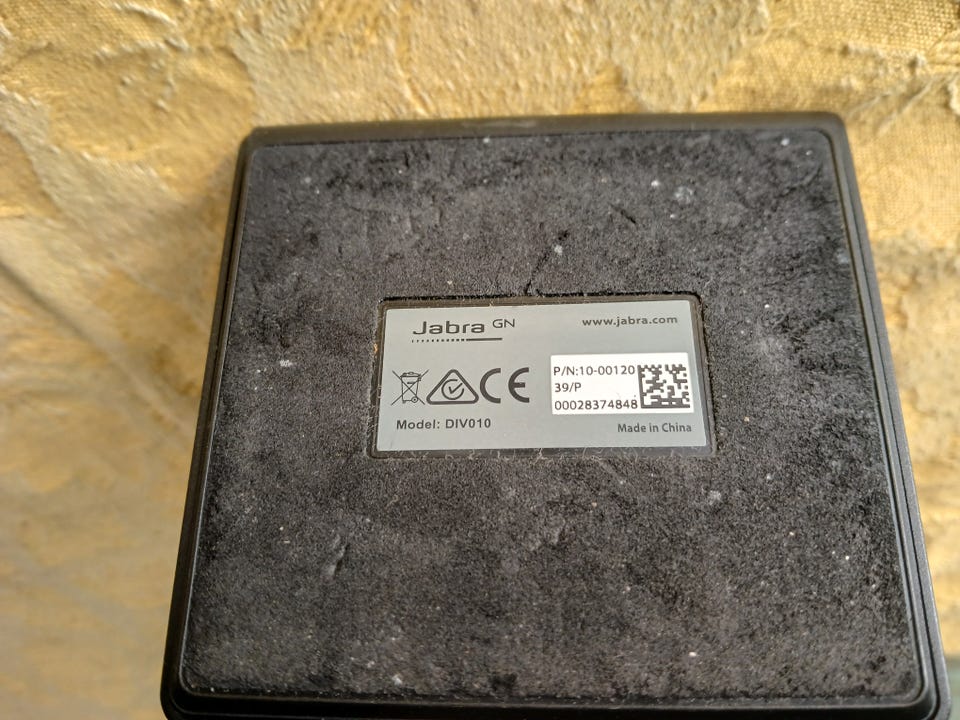 Jabra GN
www.jabra.com
P/N:10-00120
39/P
00028374848
Model: DIV010
Made in China